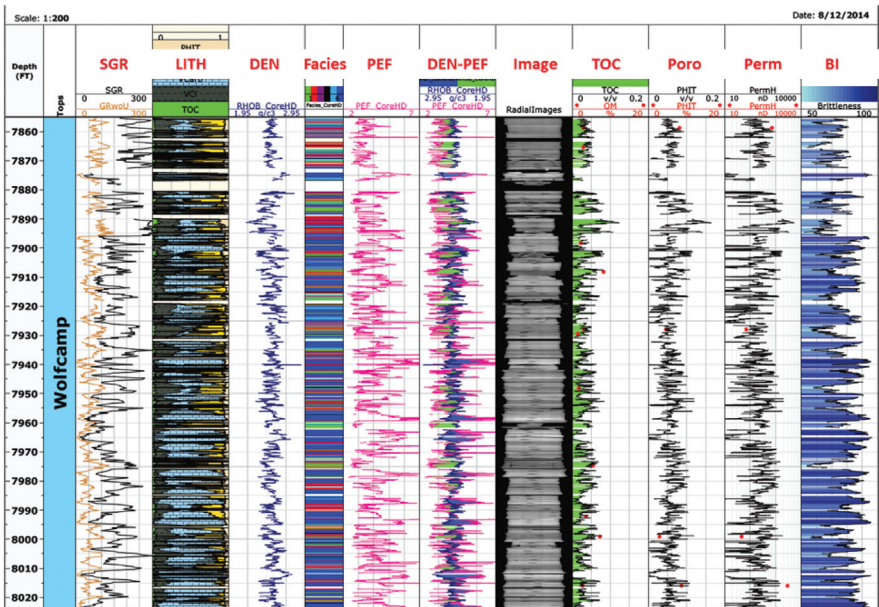 Scale: 1:200
Date: 8/12/2014
Depth
(FT)
Tops
SGR
SGR
0 300
GRwoU
0 300
LITH
0 1
PHIT
VCl
TOC
DEN
RHOB_CoreHD
1.95 g/c3 2.95
Facies
Facies_CoreHD
PEF
PEF_CoreHD
2 7
DEN-PEF
RHOB_CoreHD
2.95 g/c3 1.95
PEF_CoreHD
2 7
Image
RadialImages
TOC
TOC
0 v/v 0.2
OM
0 % 20
Poro
PHIT
0 v/v 0.2
PHIT
0 % 20
Perm
PermH
10 nD 10000
PermH
10 nD 10000
BI
Brittleness
50 100
Wolfcamp
7860
7870
7880
7890
7900
7910
7920
7930
7940
7950
7960
7970
7980
7990
8000
8010
8020